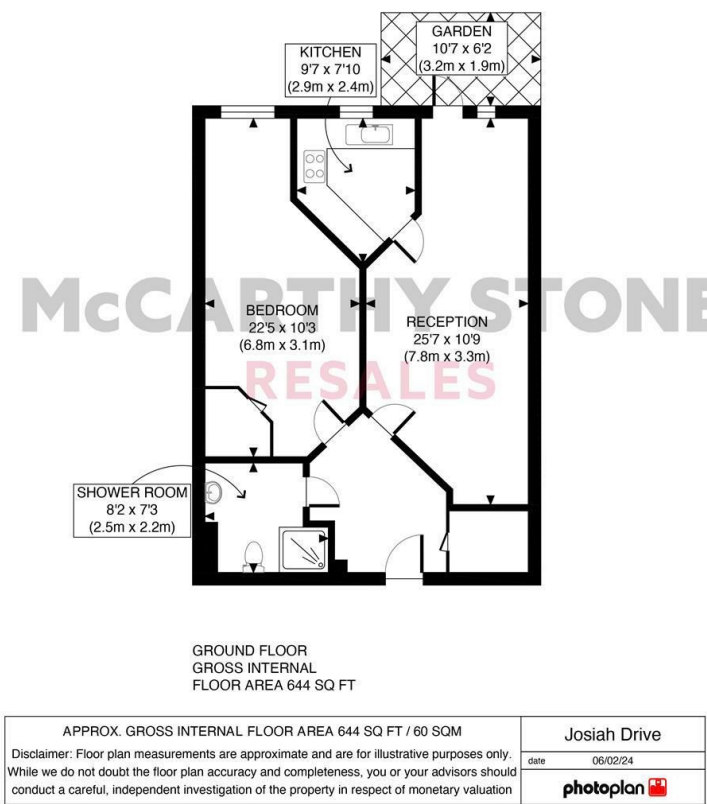 GARDEN
10'7 x 6'2
(3.2m x 1.9m)
KITCHEN
9'7 x 7'10
(2.9m x 2.4m)
McCARTHY STONE
RESALES
BEDROOM
22'5 x 10'3
(6.8m x 3.1m)
RECEPTION
25'7 x 10'9
(7.8m x 3.3m)
SHOWER ROOM
8'2 x 7'3
(2.5m x 2.2m)
GROUND FLOOR
GROSS INTERNAL
FLOOR AREA 644 SQ FT
APPROX. GROSS INTERNAL FLOOR AREA 644 SQ FT / 60 SQM
Disclaimer: Floor plan measurements are approximate and are for illustrative purposes only.
While we do not doubt the floor plan accuracy and completeness, you or your advisors should
conduct a careful, independent investigation of the property in respect of monetary valuation
Josiah Drive
date 06/02/24
photoplan